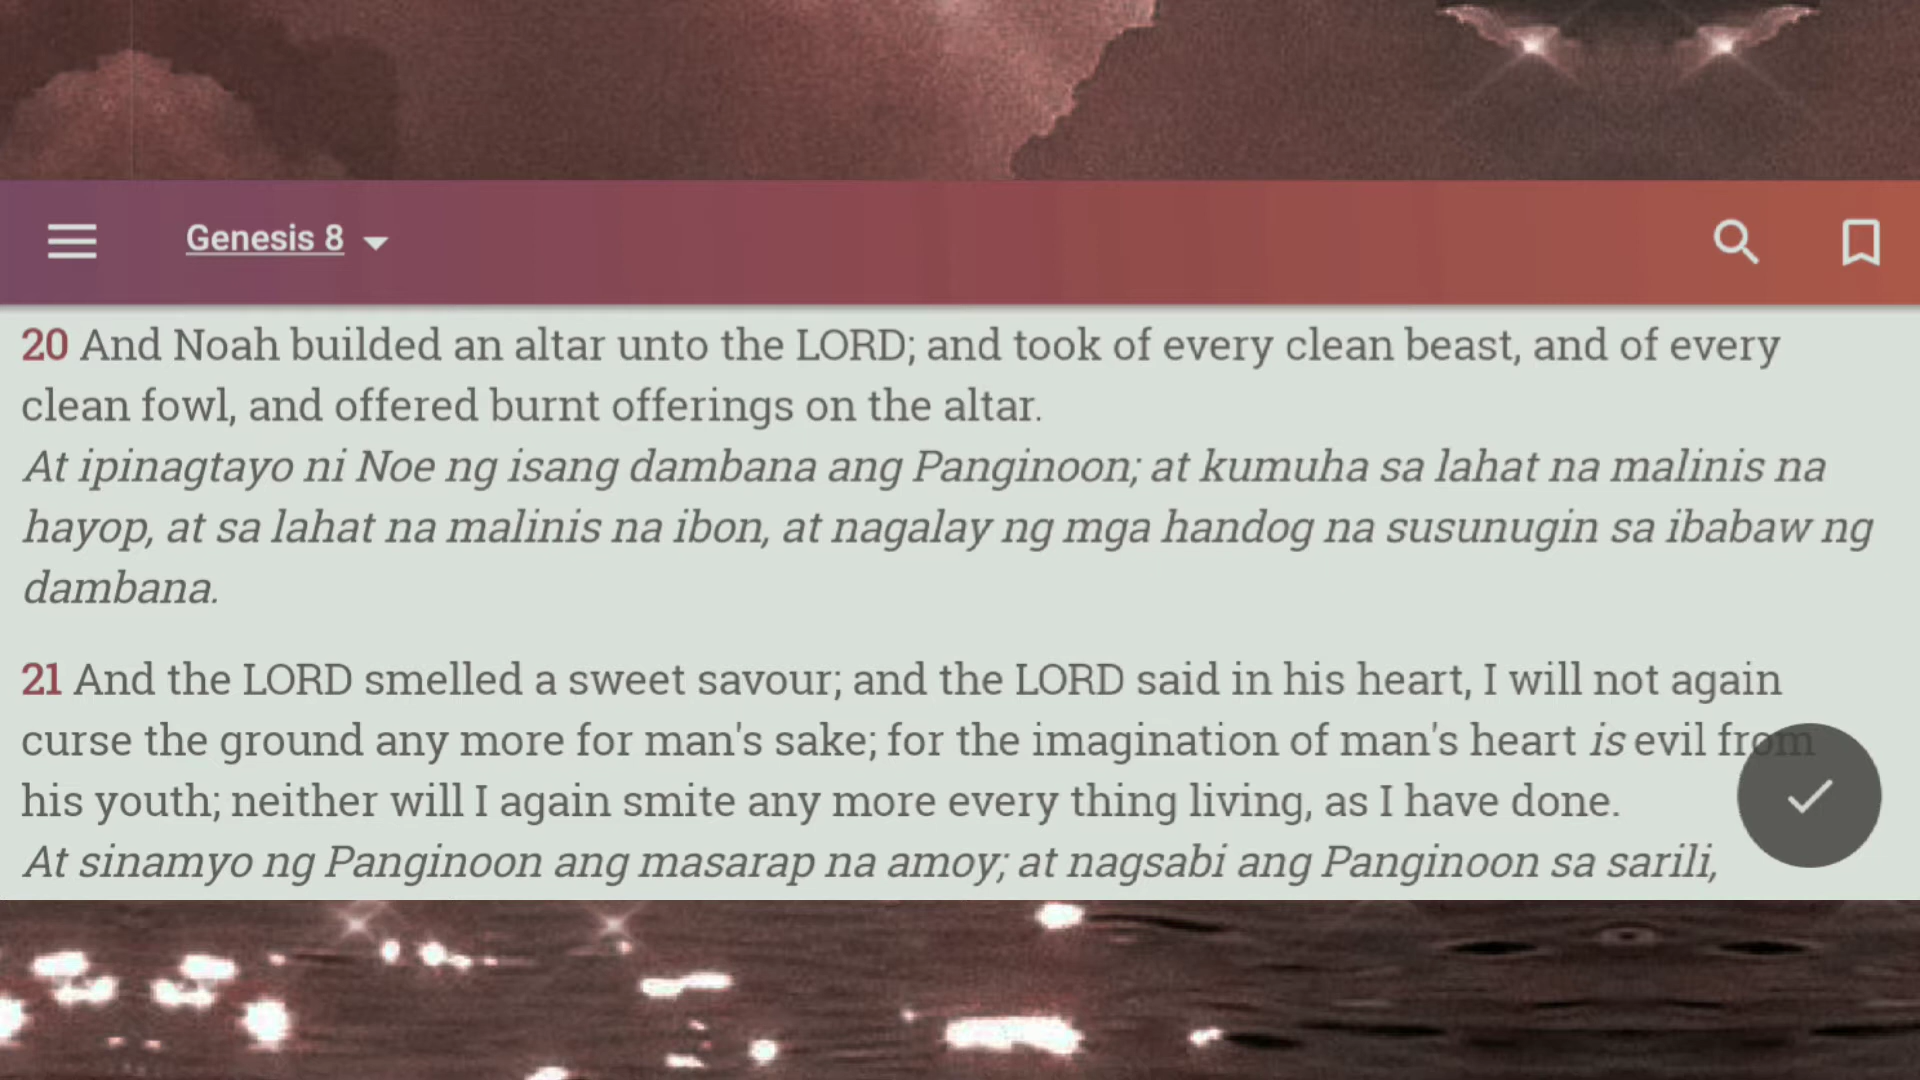 Genesis 8
20 And Noah builded an altar unto the LORD; and took of every clean beast, and of every
clean fowl, and offered burnt offerings on the altar.
At ipinagtayo ni Noe ng isang dambana ang Panginoon; at kumuha sa lahat na malinis na
hayop, at sa lahat na malinis na ibon, at nagalay ng mga handog na susunugin sa ibabaw ng
dambana.
21 And the LORD smelled a sweet savour; and the LORD said in his heart, I will not again
curse the ground any more for man's sake; for the imagination of man's heart is evil from
his youth; neither will I again smite any more every thing living, as I have done.
At sinamyo ng Panginoon ang masarap na amoy; at nagsabi ang Panginoon sa sarili,